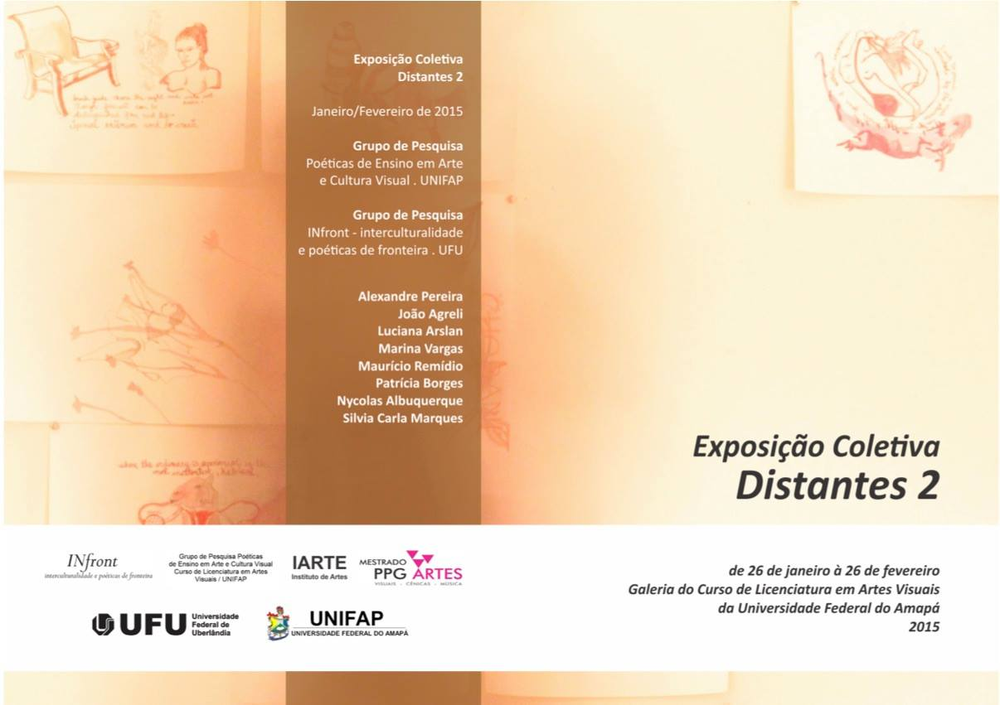 Exposição Coletiva
Distantes 2
Janeiro/Fevereiro de 2015
Grupo de Pesquisa
Poéticas de Ensino em Arte
e Cultura Visual . UNIFAP
Grupo de Pesquisa
INfront - interculturalidade
e poéticas de fronteira . UFU
Alexandre Pereira
João Agreli
Luciana Arslan
Marina Vargas
Maurício Remídio
Patrícia Borges
Nycolas Albuquerque
Silvia Carla Marques
Exposição Coletiva
Distantes 2
INfront
interculturalidade e poéticas de fronteira
Grupo de Pesquisa Poéticas
de Ensino em Arte e Cultura Visual
Curso de Licenciatura em Artes
Visuais / UNIFAP
IARTE
Instituto de Artes
MESTRADO
PPG ARTES
VISUAIS - CÊNICAS - MÚSICA
UFU
Universidade
Federal de
Uberlândia
UNIFAP
UNIVERSIDADE FEDERAL DO AMAPÁ
de 26 de janeiro à 26 de fevereiro
Galeria do Curso de Licenciatura em Artes Visuais
da Universidade Federal do Amapá
2015